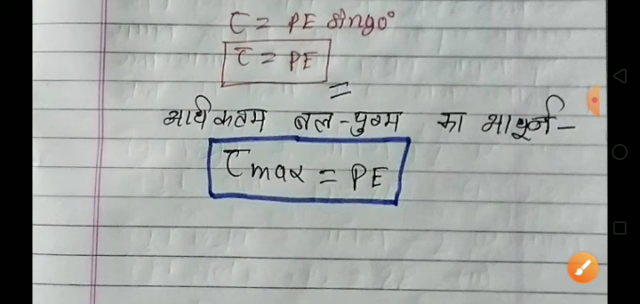 τ = PE sin90°
τ = PE
अधिकतम बल-युग्म का आघूर्न-
τmax = PE